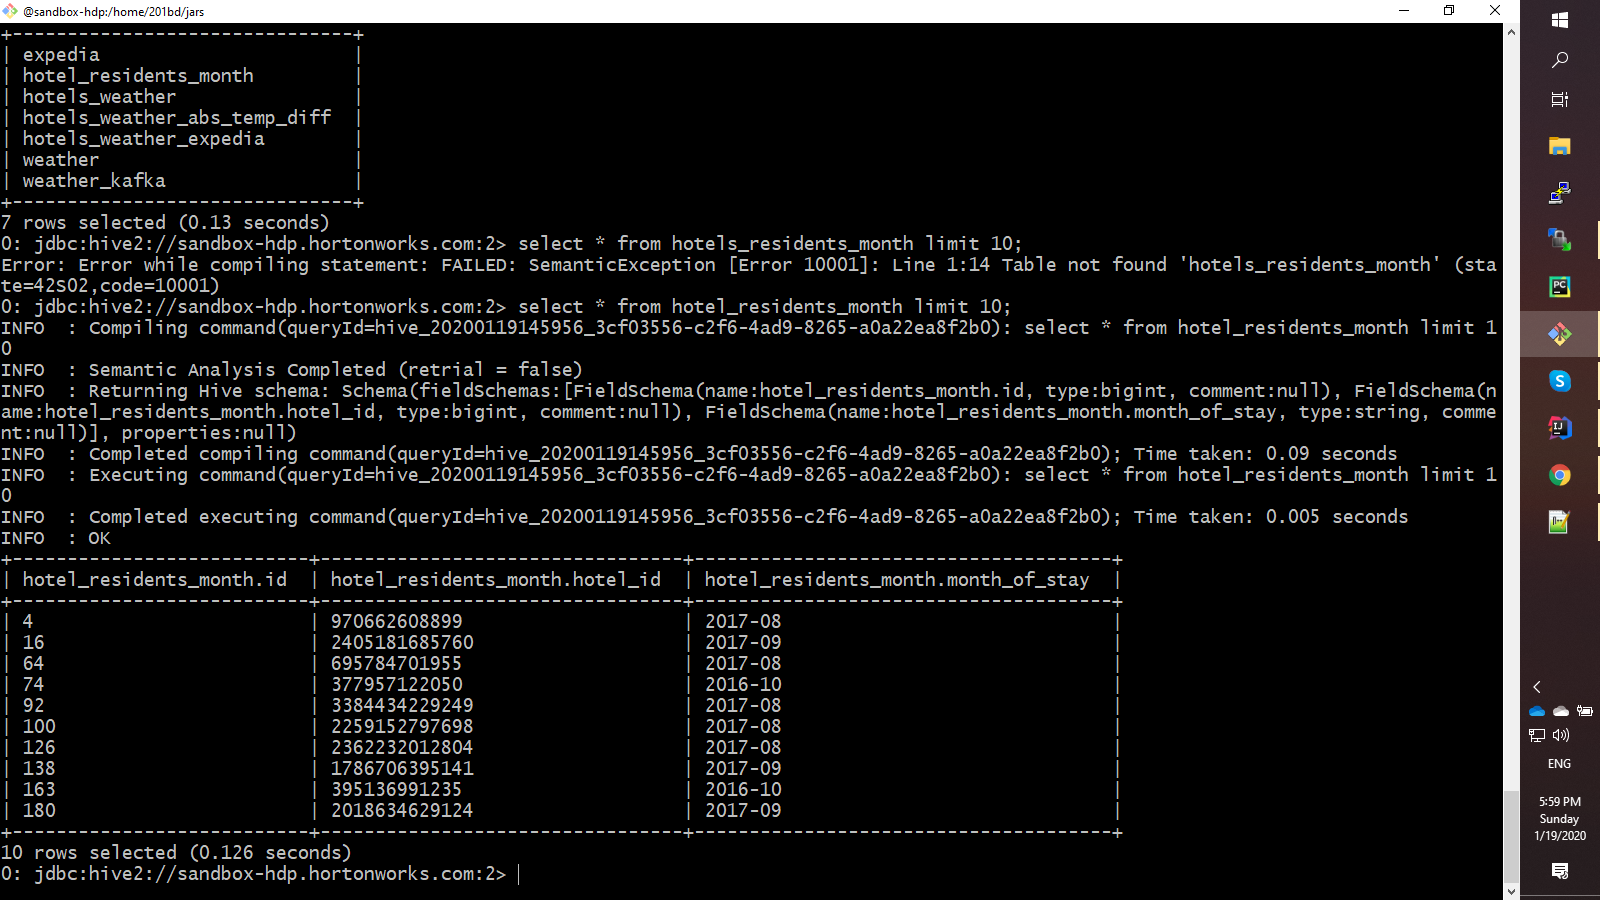 @sandbox-hdp:/home/201bd/jars
+-------------------------------+
| expedia |
| hotel_residents_month |
| hotels_weather |
| hotels_weather_abs_temp_diff |
| hotels_weather_expedia |
| weather |
| weather_kafka |
+-------------------------------+
7 rows selected (0.13 seconds)
0: jdbc:hive2://sandbox-hdp.hortonworks.com:2> select * from hotels_residents_month limit 10;
Error: Error while compiling statement: FAILED: SemanticException [Error 10001]: Line 1:14 Table not found 'hotels_residents_month' (sta
te=42S02,code=10001)
0: jdbc:hive2://sandbox-hdp.hortonworks.com:2> select * from hotel_residents_month limit 10;
INFO  : Compiling command(queryId=hive_20200119145956_3cf03556-c2f6-4ad9-8265-a0a22ea8f2b0): select * from hotel_residents_month limit 1
0
INFO  : Semantic Analysis Completed (retrial = false)
INFO  : Returning Hive schema: Schema(fieldSchemas:[FieldSchema(name:hotel_residents_month.id, type:bigint, comment:null), FieldSchema(n
ame:hotel_residents_month.hotel_id, type:bigint, comment:null), FieldSchema(name:hotel_residents_month.month_of_stay, type:string, comme
nt:null)], properties:null)
INFO  : Completed compiling command(queryId=hive_20200119145956_3cf03556-c2f6-4ad9-8265-a0a22ea8f2b0); Time taken: 0.09 seconds
INFO  : Executing command(queryId=hive_20200119145956_3cf03556-c2f6-4ad9-8265-a0a22ea8f2b0): select * from hotel_residents_month limit 1
0
INFO  : Completed executing command(queryId=hive_20200119145956_3cf03556-c2f6-4ad9-8265-a0a22ea8f2b0); Time taken: 0.005 seconds
INFO  : OK
+---------------------------+---------------------------------+--------------------------------------+
| hotel_residents_month.id | hotel_residents_month.hotel_id | hotel_residents_month.month_of_stay |
+---------------------------+---------------------------------+--------------------------------------+
| 4 | 970662608899 | 2017-08 |
| 16 | 2405181685760 | 2017-09 |
| 64 | 695784701955 | 2017-08 |
| 74 | 377957122050 | 2016-10 |
| 92 | 3384434229249 | 2017-08 |
| 100 | 2259152797698 | 2017-08 |
| 126 | 2362232012804 | 2017-08 |
| 138 | 1786706395141 | 2017-09 |
| 163 | 395136991235 | 2016-10 |
| 180 | 2018634629124 | 2017-09 |
+---------------------------+---------------------------------+--------------------------------------+
10 rows selected (0.126 seconds)
0: jdbc:hive2://sandbox-hdp.hortonworks.com:2>
PC
IJ
ENG
5:59 PM
Sunday
1/19/2020